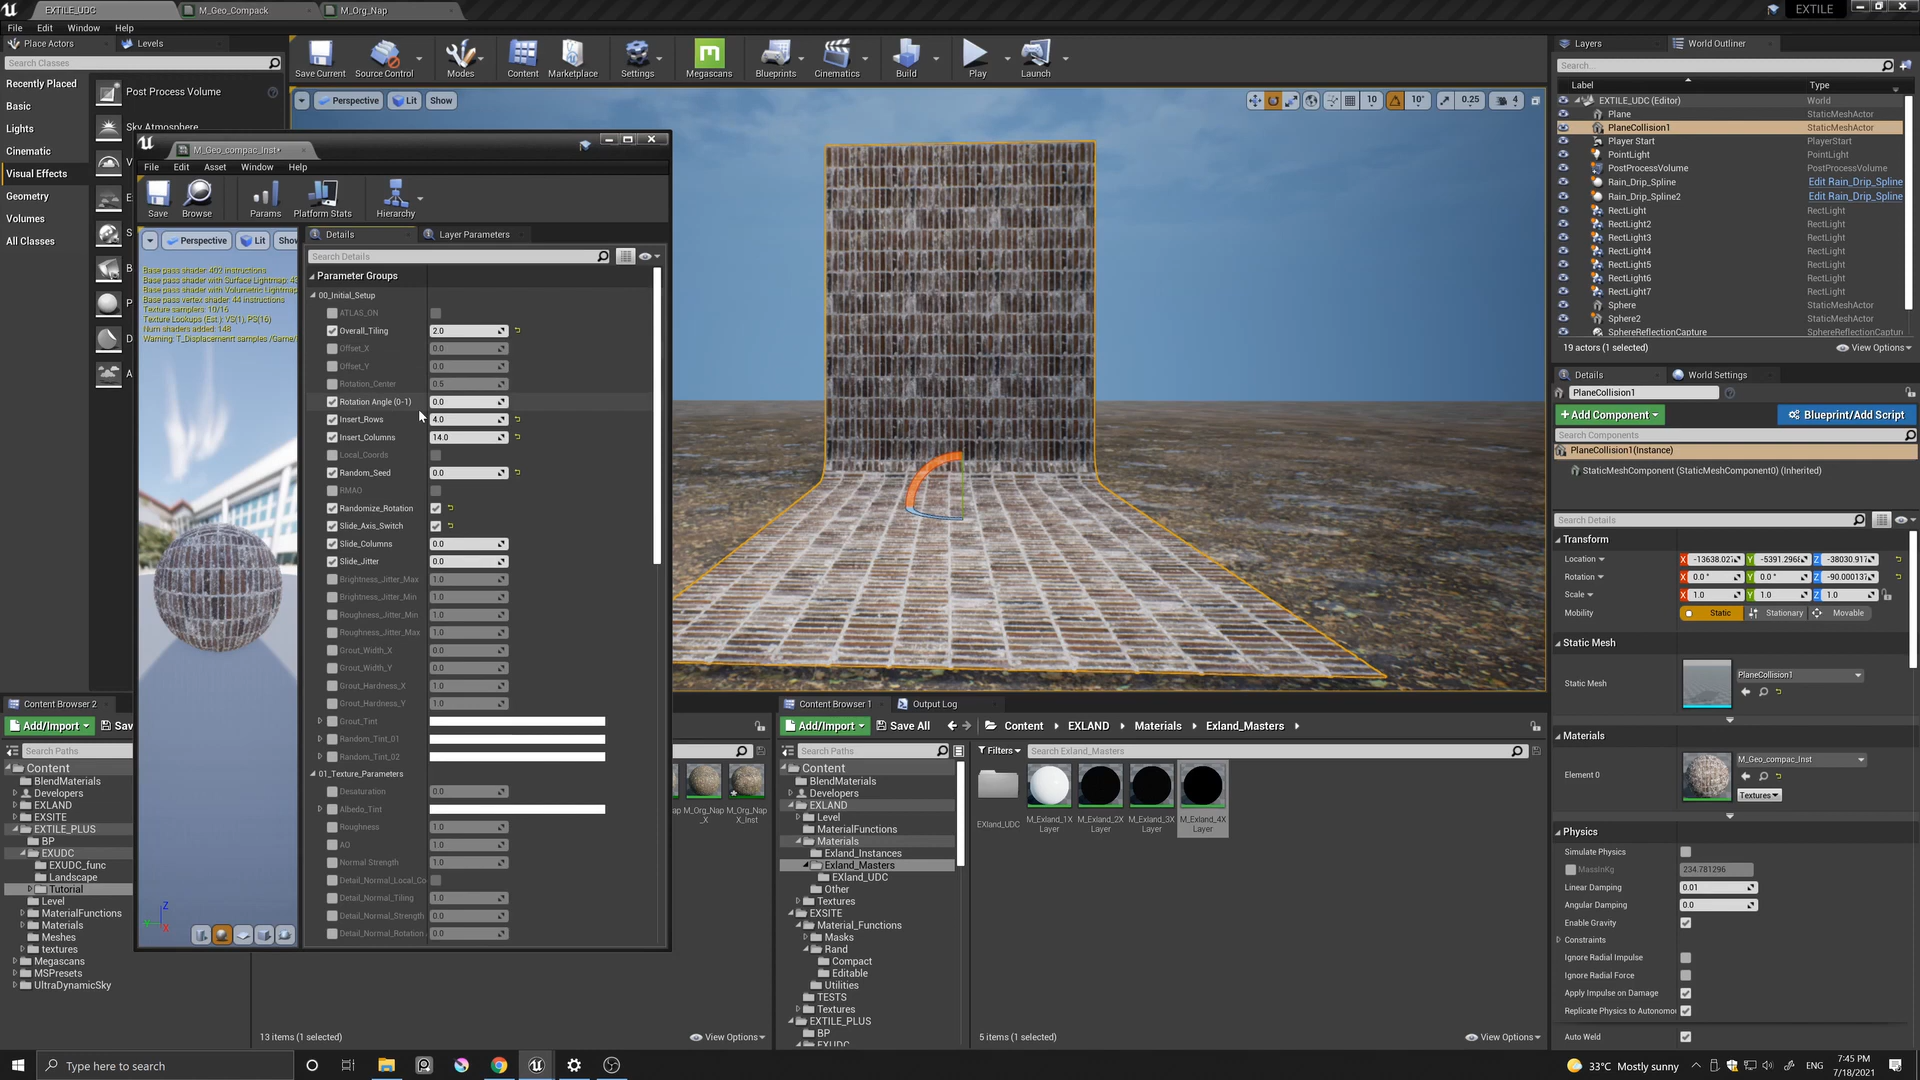 EXTILE_UDC
M_Geo_Compack
M_Org_Nap
EXTILE
File Edit Window Help
Place Actors
Levels
Search Classes
Recently Placed
Basic
Lights
Cinematic
Visual Effects
Geometry
Volumes
All Classes
Post Process Volume
Sky Atmosphere
Save Current
Source Control
Modes
Content
Marketplace
Settings
Megascans
Blueprints
Cinematics
Build
Play
Launch
Perspective
Lit
Show
10
10°
0.25
4
M_Geo_compac_Inst*
File Edit Asset Window Help
Save
Browse
Params
Platform Stats
Hierarchy
Perspective
Lit
Show
Base pass shader: 402 instructions
Base pass shader with Surface Lightmap: 4
Base pass shader with Volumetric Lightmap
Base pass vertex shader: 44 instructions
Texture samplers: 10/16
Texture Lookups (Est.): VS(1), PS(16)
Num shaders added: 148
Warning: T_Displacement samples /Game/
Details
Layer Parameters
Search Details
Parameter Groups
00_Initial_Setup
ATLAS_ON
Overall_Tiling 2.0
Offset_X 0.0
Offset_Y 0.0
Rotation_Center 0.5
Rotation Angle (0-1) 0.0
Insert_Rows 4.0
Insert_Columns 14.0
Local_Coords
Random_Seed 0.0
RMAO
Randomize_Rotation
Slide_Axis_Switch
Slide_Columns 0.0
Slide_Jitter 0.0
Brightness_Jitter_Max 1.0
Brightness_Jitter_Min 1.0
Roughness_Jitter_Min 1.0
Roughness_Jitter_Max 1.0
Grout_Width_X 0.0
Grout_Width_Y 0.0
Grout_Hardness_X 1.0
Grout_Hardness_Y 1.0
Grout_Tint
Random_Tint_01
Random_Tint_02
01_Texture_Parameters
Desaturation 0.0
Albedo_Tint
Roughness 1.0
AO 1.0
Normal Strength 1.0
Detail_Normal_Local_Co
Detail_Normal_Tiling 1.0
Detail_Normal_Strength 0.0
Detail_Normal_Rotation 0.0
Layers
World Outliner
Search...
Label Type
EXTILE_UDC (Editor) World
Plane StaticMeshActor
PlaneCollision1 StaticMeshActor
Player Start PlayerStart
PointLight PointLight
PostProcessVolume PostProcessVolume
Rain_Drip_Spline Edit Rain_Drip_Spline
Rain_Drip_Spline2 Edit Rain_Drip_Spline
RectLight RectLight
RectLight2 RectLight
RectLight3 RectLight
RectLight4 RectLight
RectLight5 RectLight
RectLight6 RectLight
RectLight7 RectLight
Sphere StaticMeshActor
Sphere2 StaticMeshActor
SphereReflectionCapture SphereReflectionCapture
19 actors (1 selected)
View Options
Details
World Settings
PlaneCollision1
Add Component
Blueprint/Add Script
Search Components
PlaneCollision1(Instance)
StaticMeshComponent (StaticMeshComponent0) (Inherited)
Search Details
Transform
Location X Y Z
Rotation X 0.0 ° Y 0.0 ° Z -90.000137
Scale X 1.0 Y 1.0 Z 1.0
Mobility Static Stationary Movable
Static Mesh
Static Mesh PlaneCollision1
Materials
Element 0 M_Geo_compac_Inst
Textures
Physics
Simulate Physics
MassInKg 234.781296
Linear Damping 0.01
Angular Damping 0.0
Enable Gravity
Constraints
Ignore Radial Impulse
Ignore Radial Force
Apply Impulse on Damage
Replicate Physics to Autonomou
Auto Weld
Content Browser 2
Add/Import
Sav
Search Paths
Content
BlendMaterials
Developers
EXLAND
EXSITE
EXTILE_PLUS
BP
EXUDC
EXUDC_func
Landscape
Tutorial
Level
MaterialFunctions
Materials
Meshes
textures
Megascans
MSPresets
UltraDynamicSky
M_Org_Nap
_X
M_Org_Nap
X_Inst
13 items (1 selected)
View Options
Content Browser 1
Output Log
Add/Import
Save All
Content
EXLAND
Materials
Exland_Masters
Search Paths
Filters
Search Exland_Masters
Content
BlendMaterials
Developers
EXLAND
Level
MaterialFunctions
Materials
Exland_Instances
Exland_Masters
EXland_UDC
Other
Textures
EXSITE
Material_Functions
Masks
Rand
Compact
Editable
Utilities
TESTS
Textures
EXTILE_PLUS
BP
EXUDC
EXland_UDC
M_Exland_1X
Layer
M_Exland_2X
Layer
M_Exland_3X
Layer
M_Exland_4X
Layer
5 items (1 selected)
View Options
Type here to search
33°C Mostly sunny
ENG
7:45 PM
7/18/2021